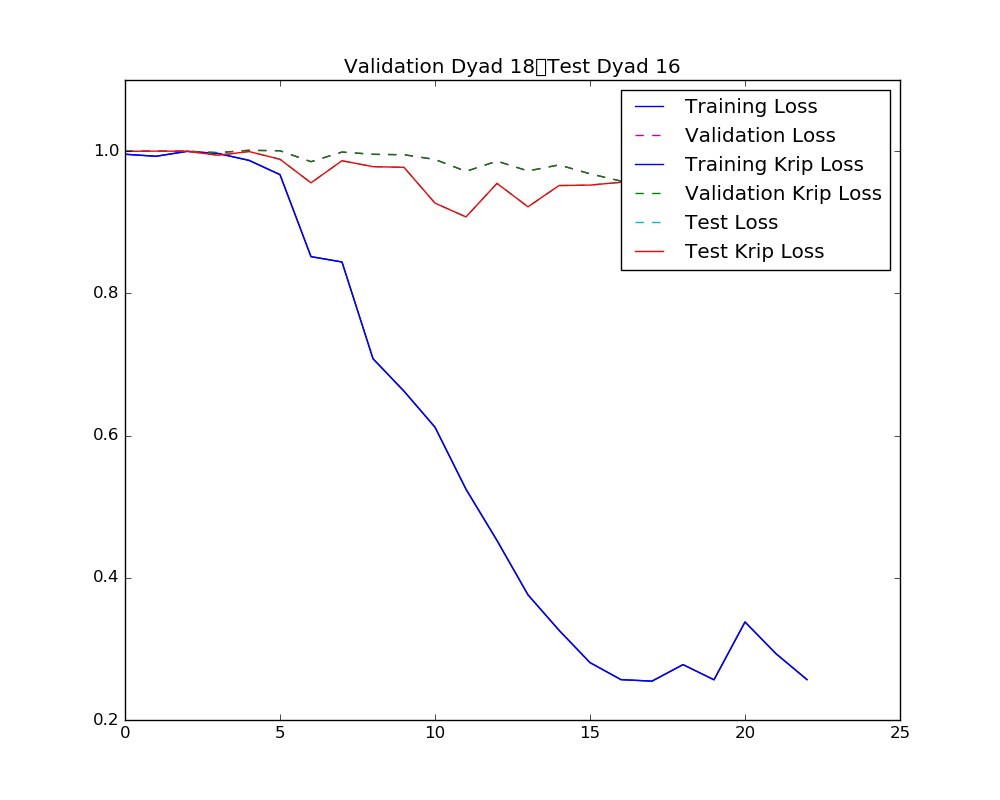 Validation Dyad 18▯Test Dyad 16
Training Loss
Validation Loss
Training Krip Loss
Validation Krip Loss
Test Loss
Test Krip Loss
1.0
0.8
0.6
0.4
0.2
0 5 10 15 20 25